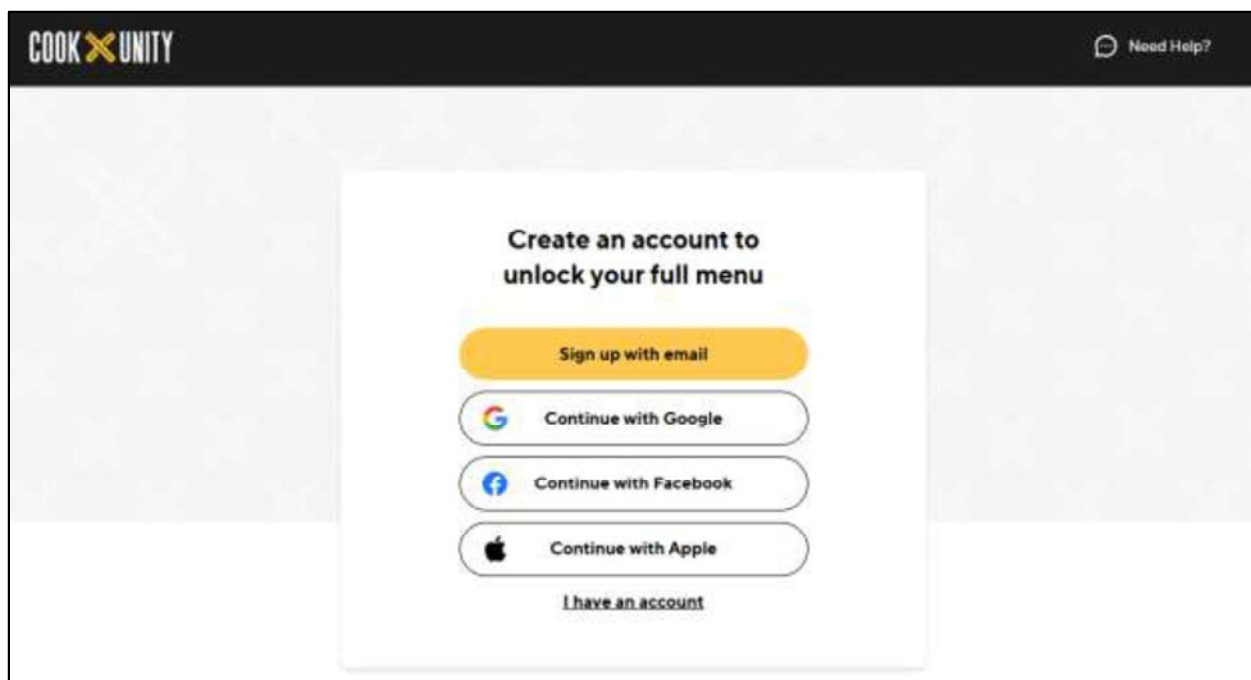 COOK UNITY
Need Help?
Create an account to
unlock your full menu
Sign up with email
Continue with Google
Continue with Facebook
Continue with Apple
I have an account